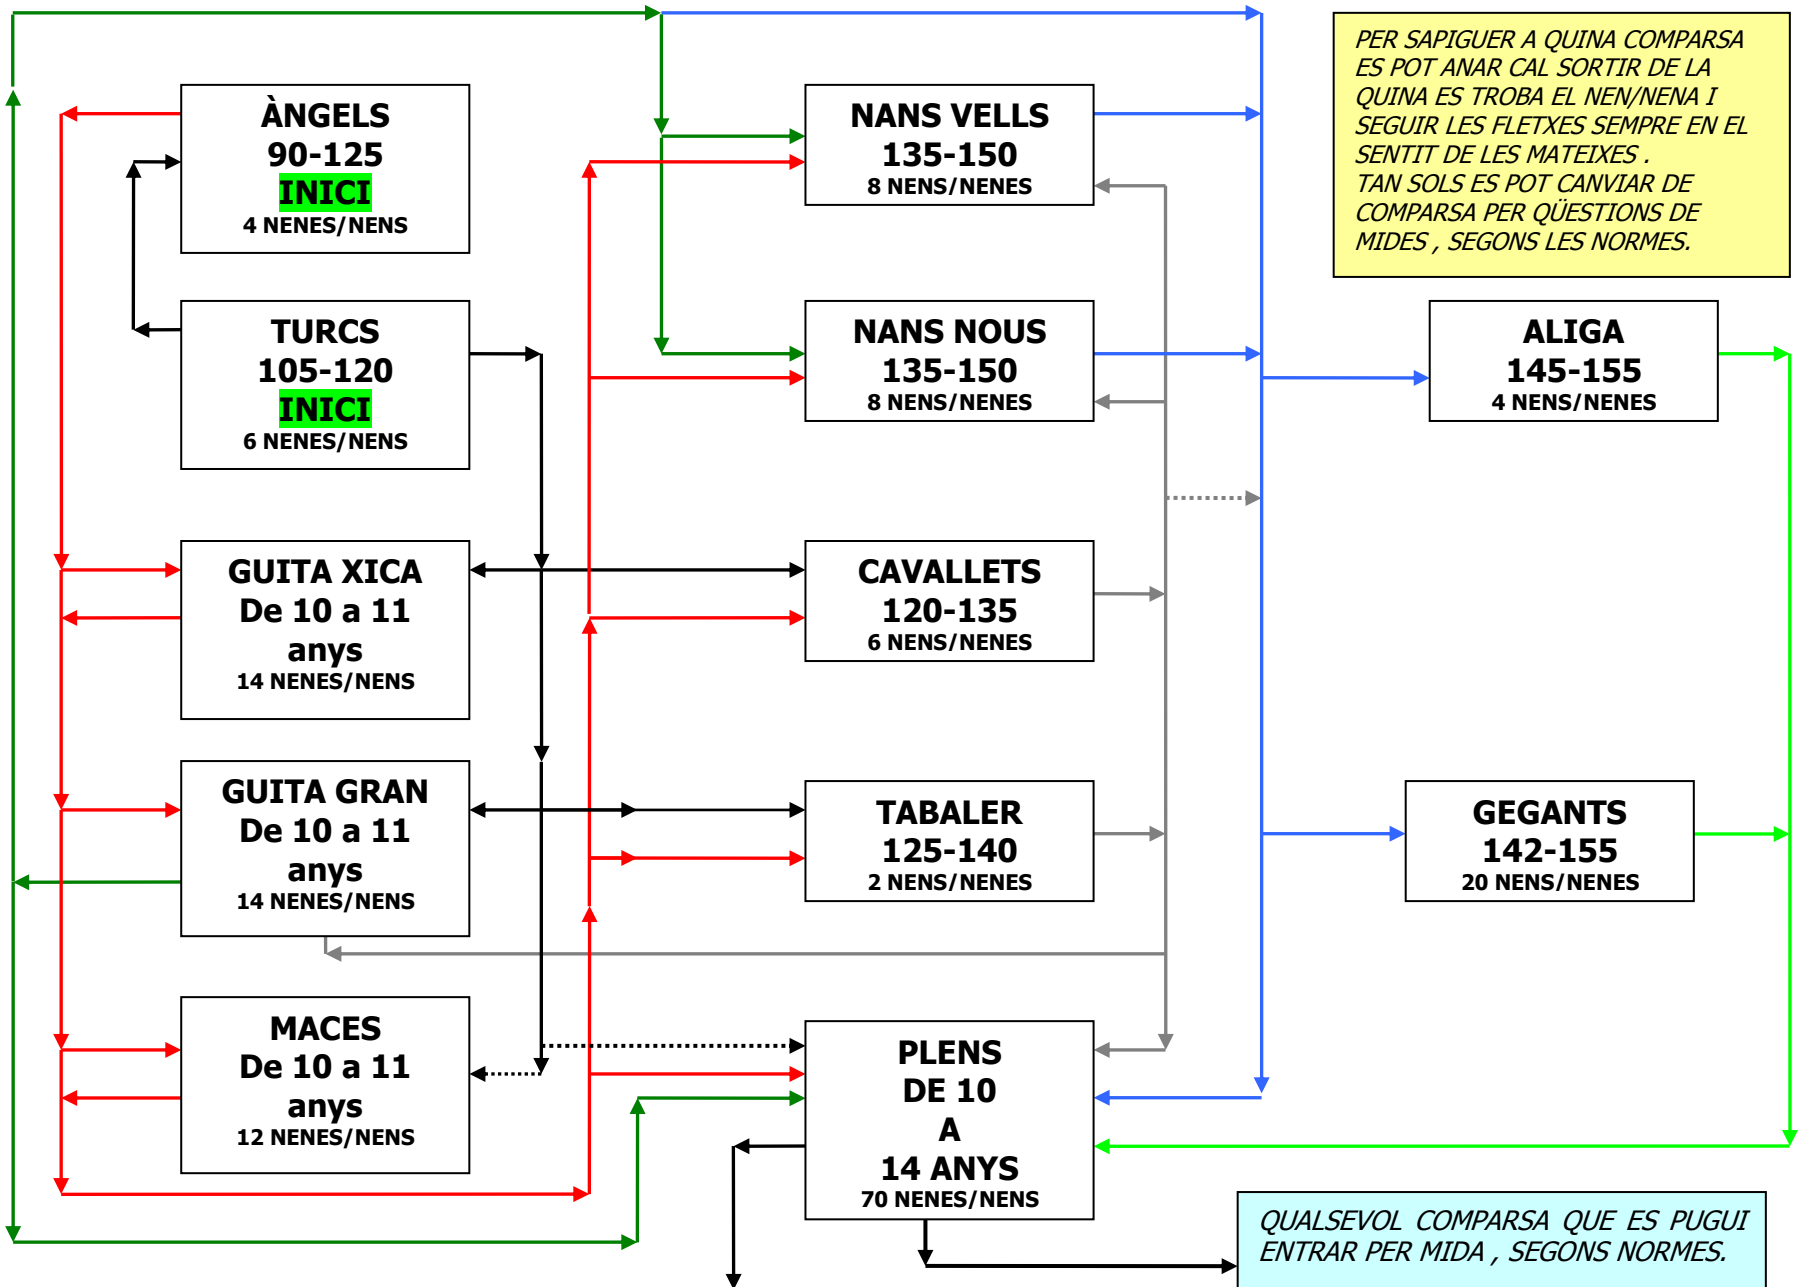 PER SAPIGUER A QUINA COMPARSA
ES POT ANAR CAL SORTIR DE LA
QUINA ES TROBA EL NEN/NENA I
SEGUIR LES FLETXES SEMPRE EN EL
SENTIT DE LES MATEIXES .
TAN SOLS ES POT CANVIAR DE
COMPARSA PER QÜESTIONS DE
MIDES , SEGONS LES NORMES.
ÀNGELS
90-125
INICI
4 NENES/NENS
NANS VELLS
135-150
8 NENS/NENES
TURCS
105-120
INICI
6 NENES/NENS
NANS NOUS
135-150
8 NENS/NENES
ALIGA
145-155
4 NENS/NENES
GUITA XICA
De 10 a 11
anys
14 NENES/NENS
CAVALLETS
120-135
6 NENS/NENES
GUITA GRAN
De 10 a 11
anys
14 NENES/NENS
TABALER
125-140
2 NENS/NENES
GEGANTS
142-155
20 NENS/NENES
MACES
De 10 a 11
anys
12 NENES/NENS
PLENS
DE 10
A
14 ANYS
70 NENES/NENS
QUALSEVOL COMPARSA QUE ES PUGUI
ENTRAR PER MIDA , SEGONS NORMES.